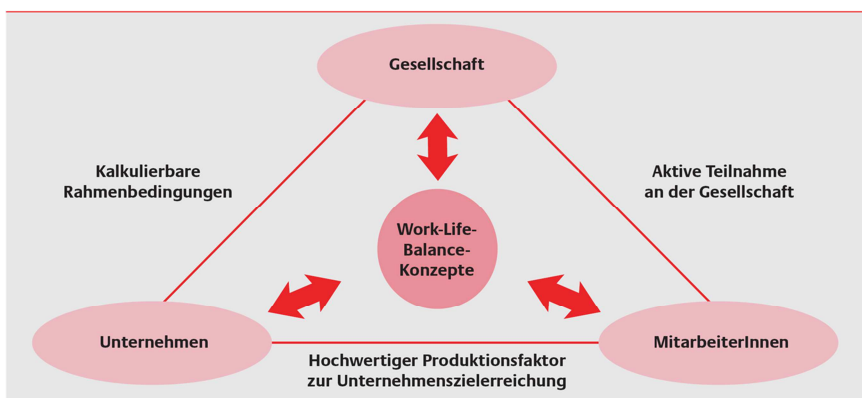 Gesellschaft
Kalkulierbare
Rahmenbedingungen
Aktive Teilnahme
an der Gesellschaft
Work-Life-
Balance-
Konzepte
Unternehmen
MitarbeiterInnen
Hochwertiger Produktionsfaktor
zur Unternehmenszielerreichung